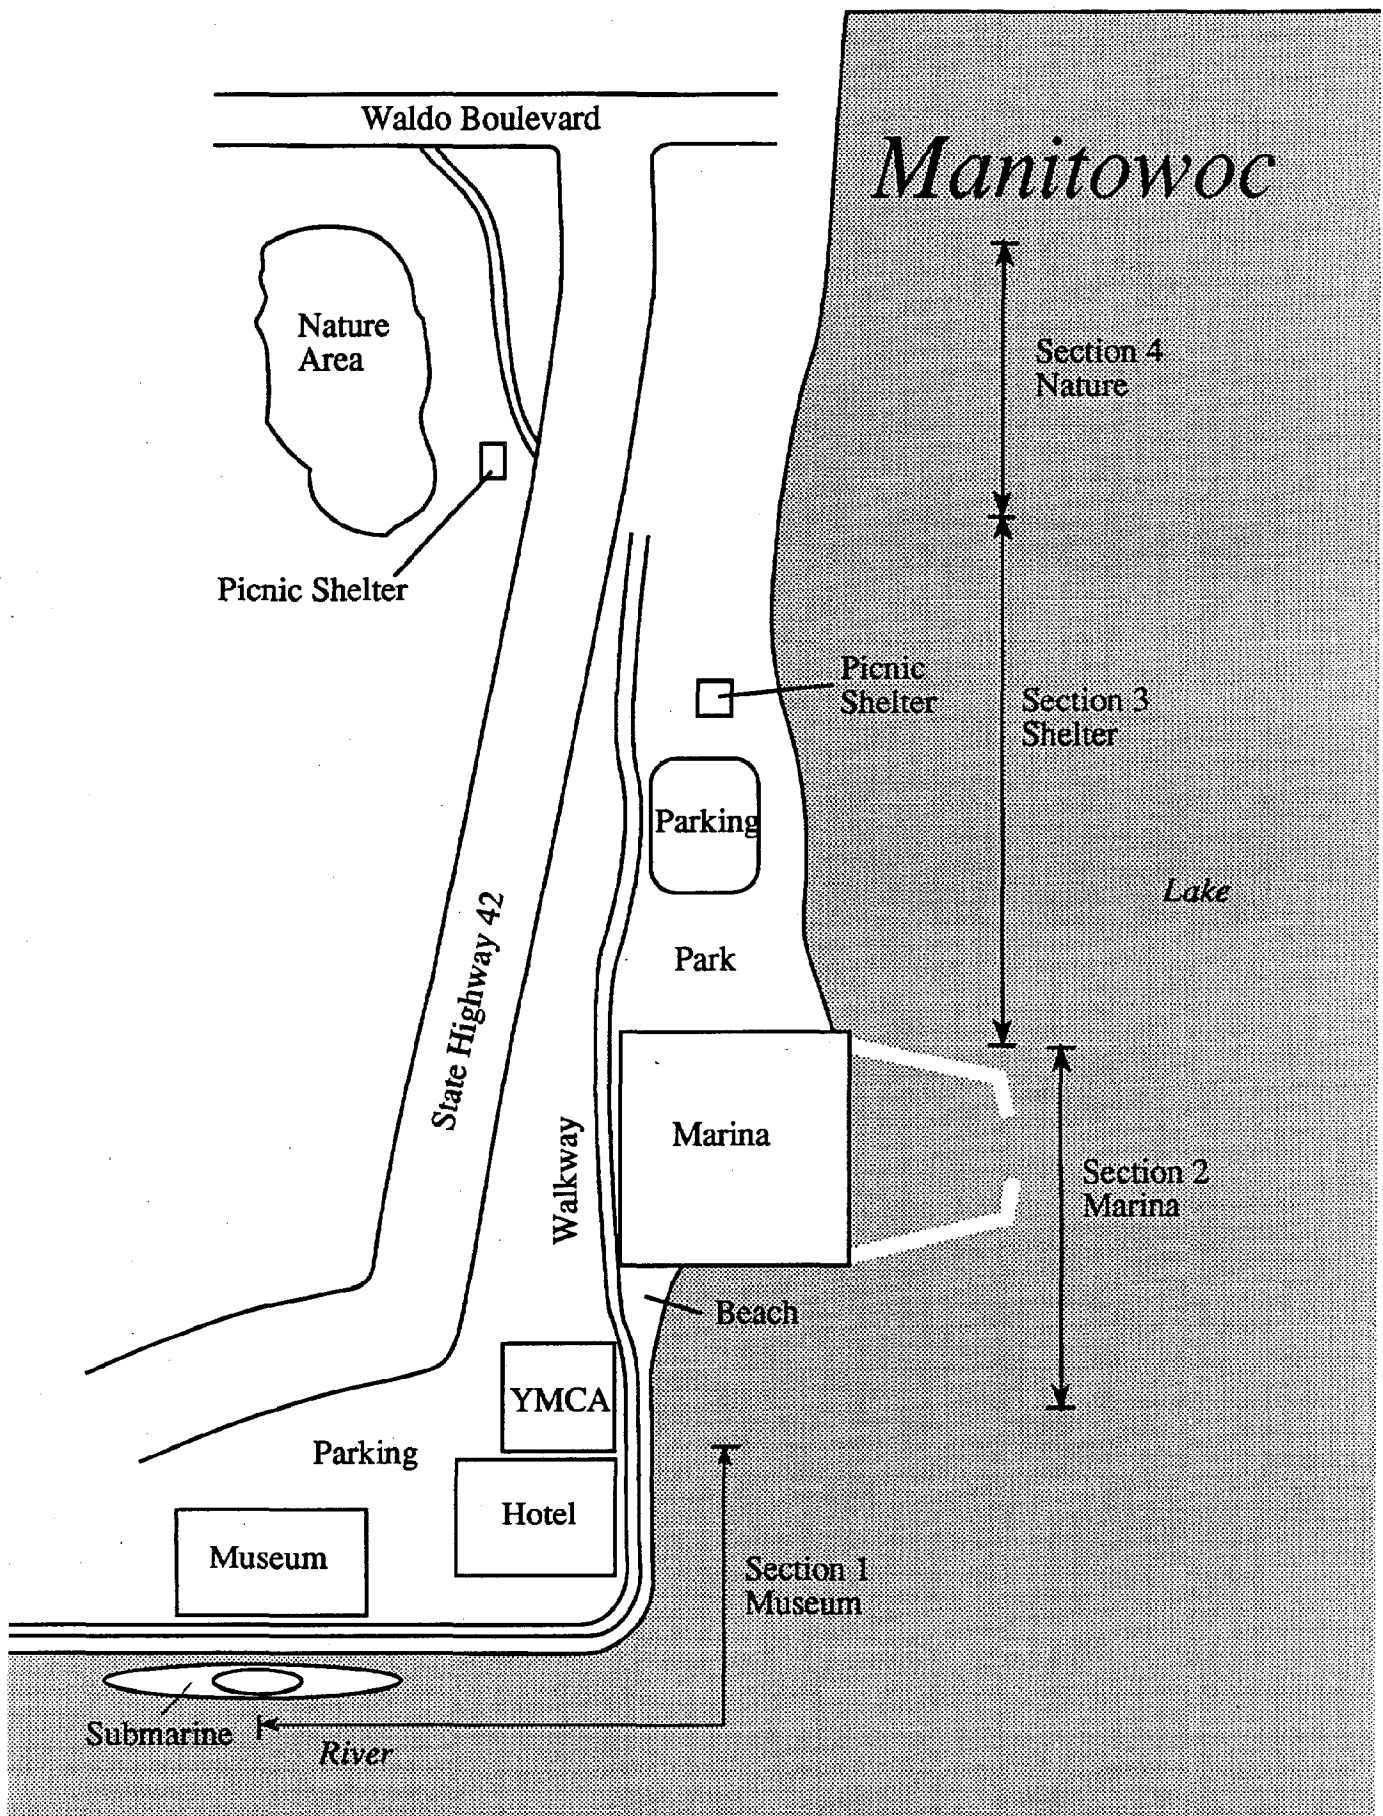 Waldo Boulevard
Manitowoc
Nature
Area
Section 4
Nature
Picnic Shelter
Picnic
Shelter
Section 3
Shelter
Parking
Lake
State Highway 42
Park
Marina
Walkway
Section 2
Marina
Beach
YMCA
Parking
Hotel
Museum
Section 1
Museum
Submarine
River